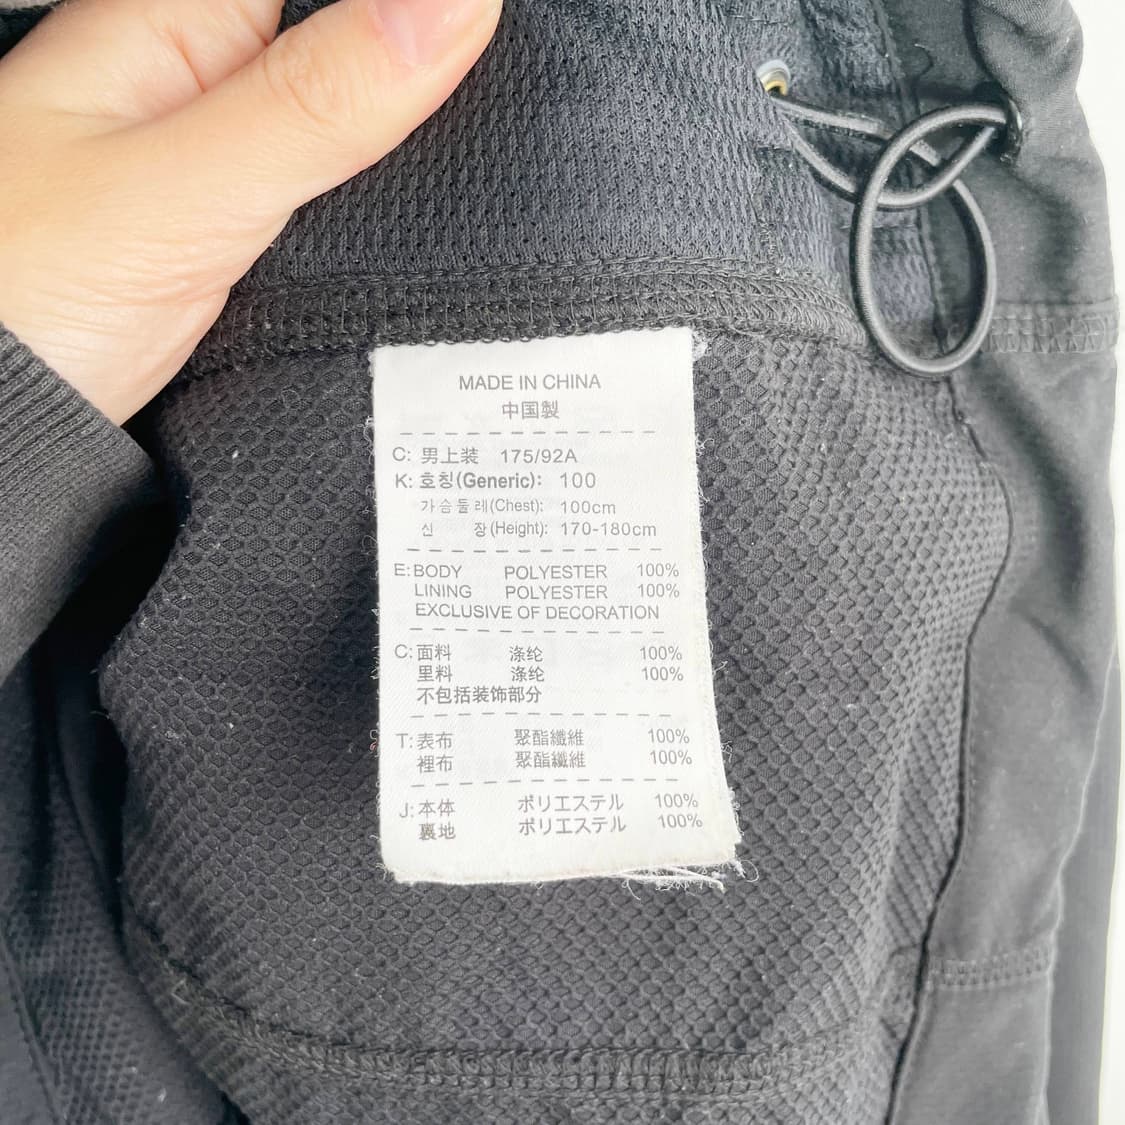 MADE IN CHINA
中国製
C: 男上装 175/92A
K: 호칭(Generic): 100
가슴둘레(Chest): 100cm
신 장(Height): 170-180cm
E: BODY POLYESTER 100%
LINING POLYESTER 100%
EXCLUSIVE OF DECORATION
C: 面料 涤纶 100%
里料 涤纶 100%
不包括装饰部分
T: 表布 聚酯纖維 100%
裡布 聚酯纖維 100%
J: 本体 ポリエステル 100%
裏地 ポリエステル 100%